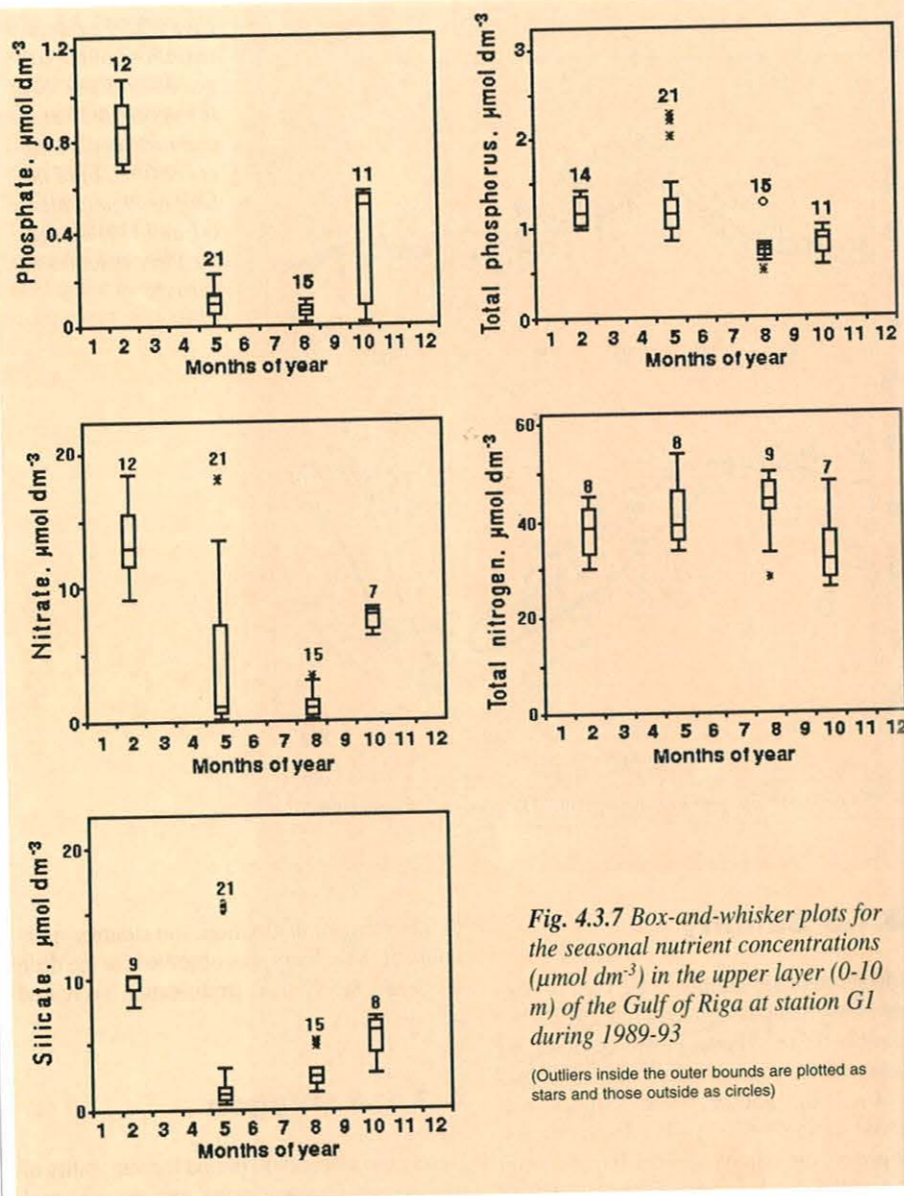 Phosphate. µmol dm-3
1.2
0.8
0.4
0
12
21
15
11
1 2 3 4 5 6 7 8 9 10 11 12
Months of year
Total phosphorus. µmol dm-3
3
2
1
0
14
21
15
11
1 2 3 4 5 6 7 8 9 10 11 12
Months of year
Nitrate. µmol dm-3
20
10
0
12
21
15
7
1 2 3 4 5 6 7 8 9 10 11 12
Months of year
Total nitrogen. µmol dm-3
60
40
20
0
8
8
9
7
1 2 3 4 5 6 7 8 9 10 11 12
Months of year
Silicate. µmol dm-3
20
10
0
9
21
15
8
1 2 3 4 5 6 7 8 9 10 11 12
Months of year
Fig. 4.3.7 Box-and-whisker plots for
the seasonal nutrient concentrations
(µmol dm-3) in the upper layer (0-10
m) of the Gulf of Riga at station G1
during 1989-93
(Outliers inside the outer bounds are plotted as
stars and those outside as circles)